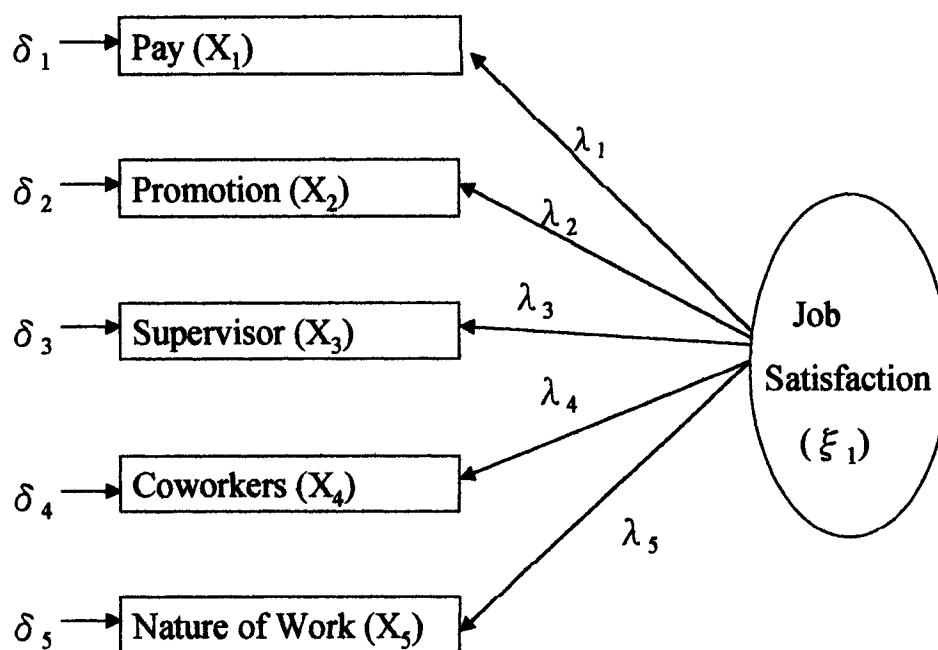 δ₁ Pay (X₁)
λ₁
δ₂ Promotion (X₂)
λ₂
δ₃ Supervisor (X₃)
λ₃
Job
Satisfaction
(ξ₁)
λ₄
δ₄ Coworkers (X₄)
λ₅
δ₅ Nature of Work (X₅)